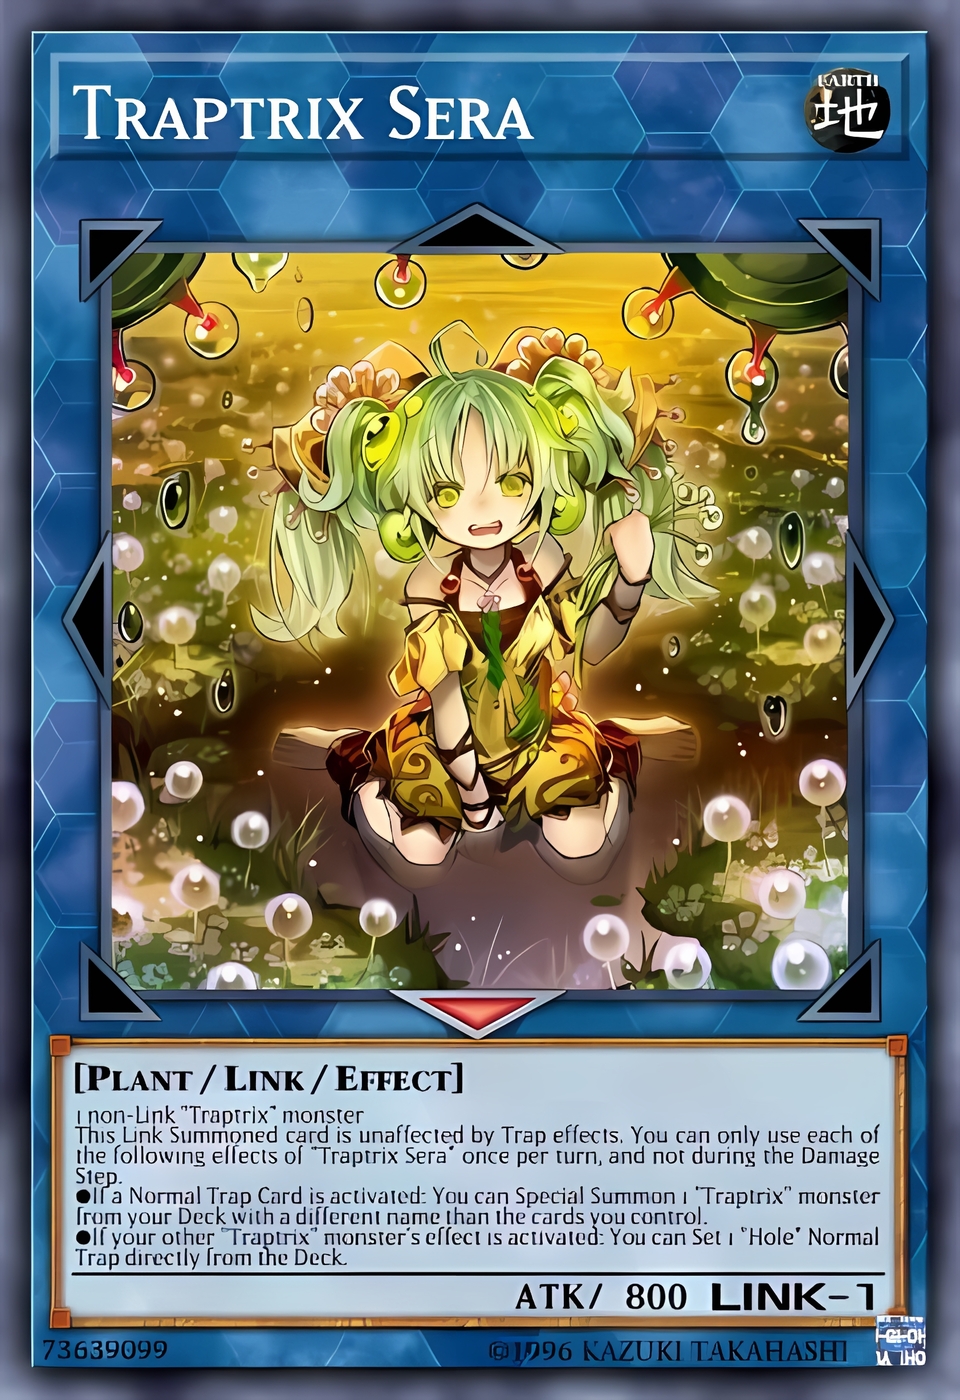 TRAPTRIX SERA
EARTH
地
[PLANT / LINK / EFFECT]
1 non-Link "Traptrix" monster
This Link Summoned card is unaffected by Trap effects. You can only use each of
the following effects of "Traptrix Sera" once per turn, and not during the Damage
Step.
●If a Normal Trap Card is activated: You can Special Summon 1 "Traptrix" monster
from your Deck with a different name than the cards you control.
●If your other "Traptrix" monster's effect is activated: You can Set 1 "Hole" Normal
Trap directly from the Deck.
ATK/ 800 LINK-1
73639099 ©1996 KAZUKI TAKAHASHI